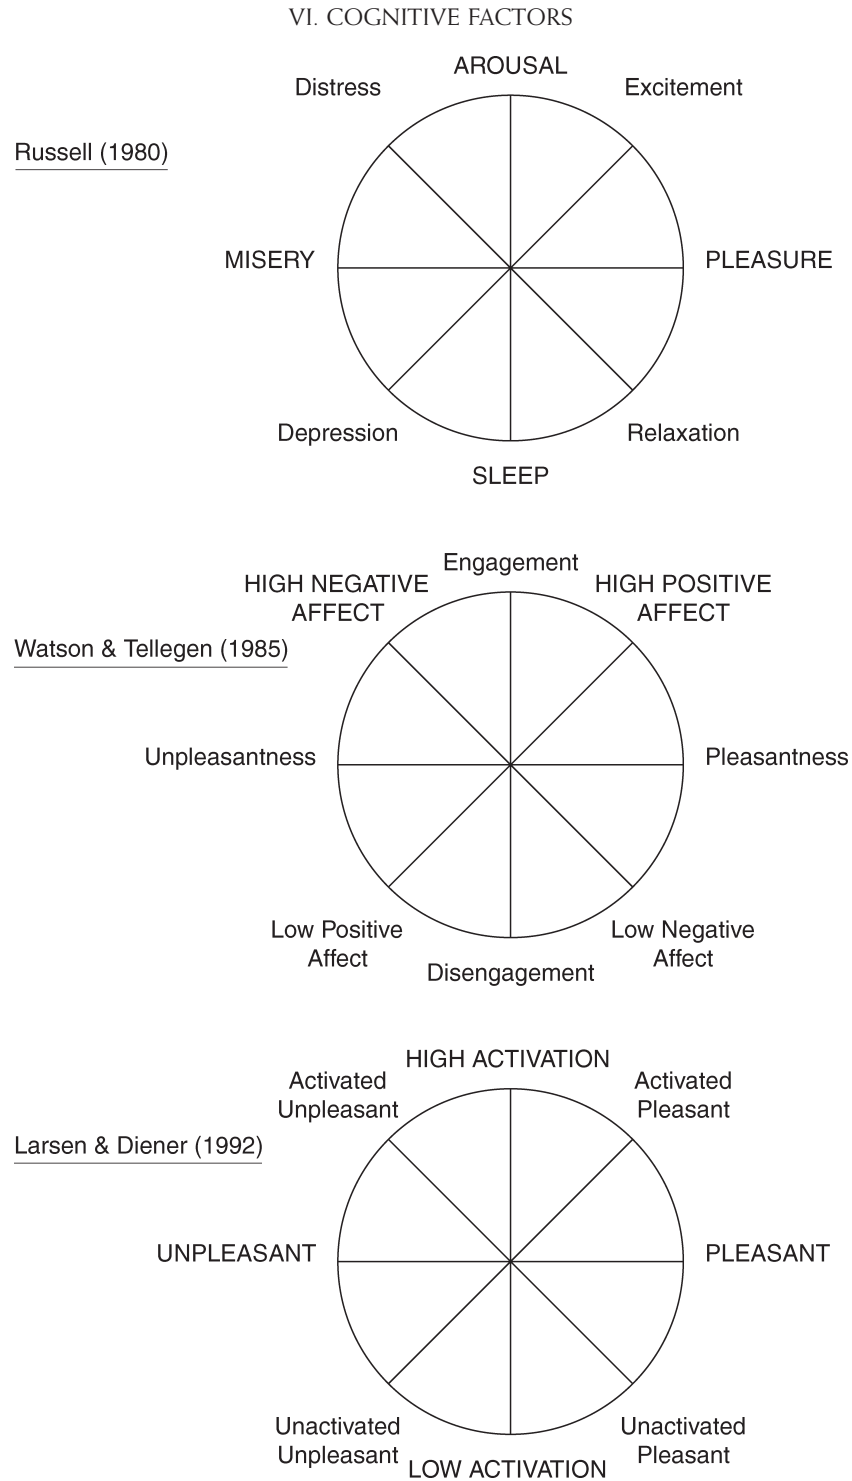 VI. COGNITIVE FACTORS
AROUSAL
Distress
Excitement
Russell (1980)
MISERY
PLEASURE
Depression
Relaxation
SLEEP
Engagement
HIGH NEGATIVE
AFFECT
HIGH POSITIVE
AFFECT
Watson & Tellegen (1985)
Unpleasantness
Pleasantness
Low Positive
Affect
Low Negative
Affect
Disengagement
HIGH ACTIVATION
Activated
Unpleasant
Activated
Pleasant
Larsen & Diener (1992)
UNPLEASANT
PLEASANT
Unactivated
Unpleasant
Unactivated
Pleasant
LOW ACTIVATION